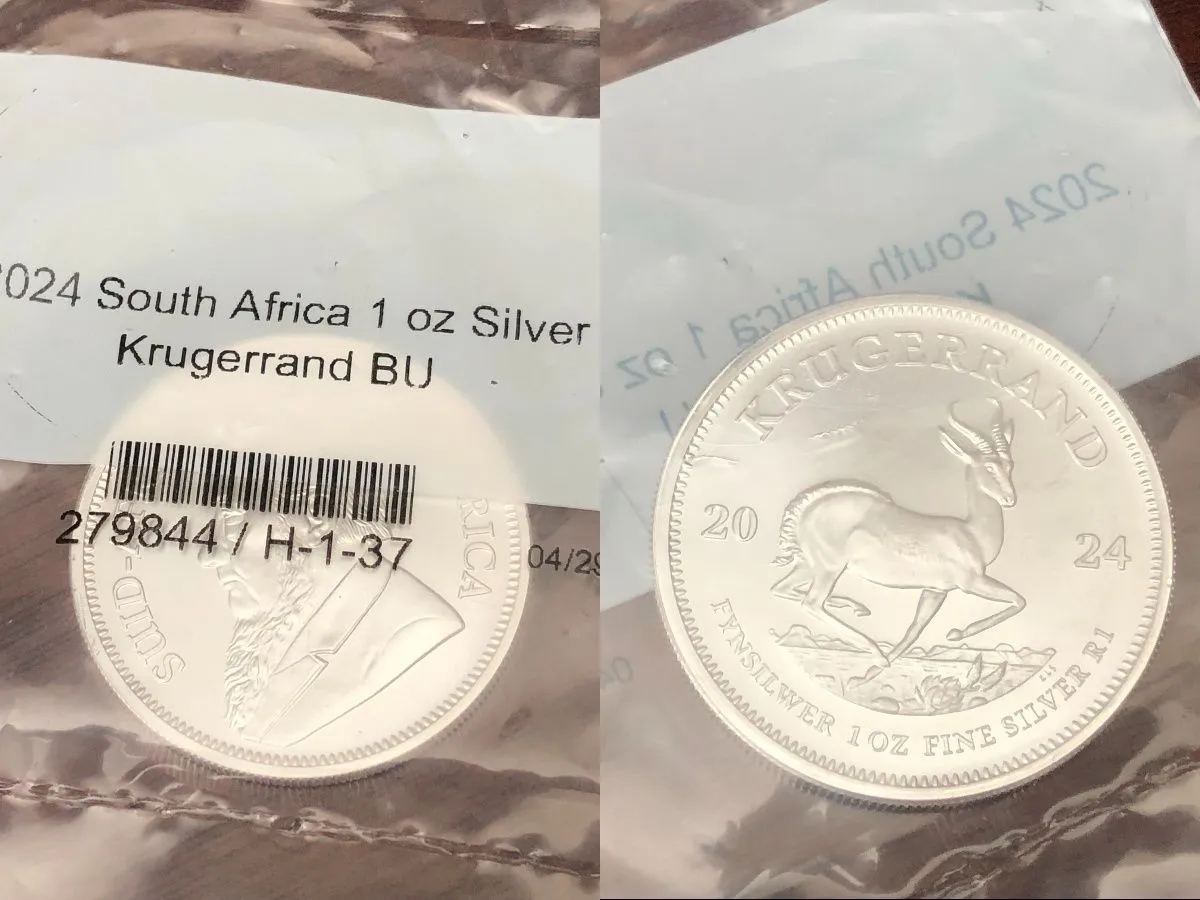 2024 South Africa 1 oz Silver
Krugerrand BU
279844 / H-1-37
04/29
SUID-
RICA
2024 South
Africa 1 oz
KRUGERRAND
20 24
FYNSILWER 1 OZ FINE SILVER R1